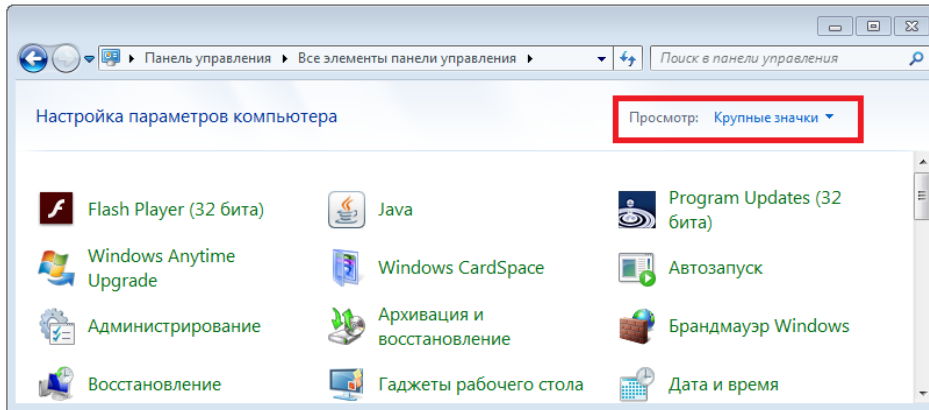 Панель управления ▸ Все элементы панели управления ▸
Поиск в панели управления
Настройка параметров компьютера
Просмотр: Крупные значки
Flash Player (32 бита)
Java
Program Updates (32
бита)
Windows Anytime
Upgrade
Windows CardSpace
Автозапуск
Администрирование
Архивация и
восстановление
Брандмауэр Windows
Восстановление
Гаджеты рабочего стола
Дата и время